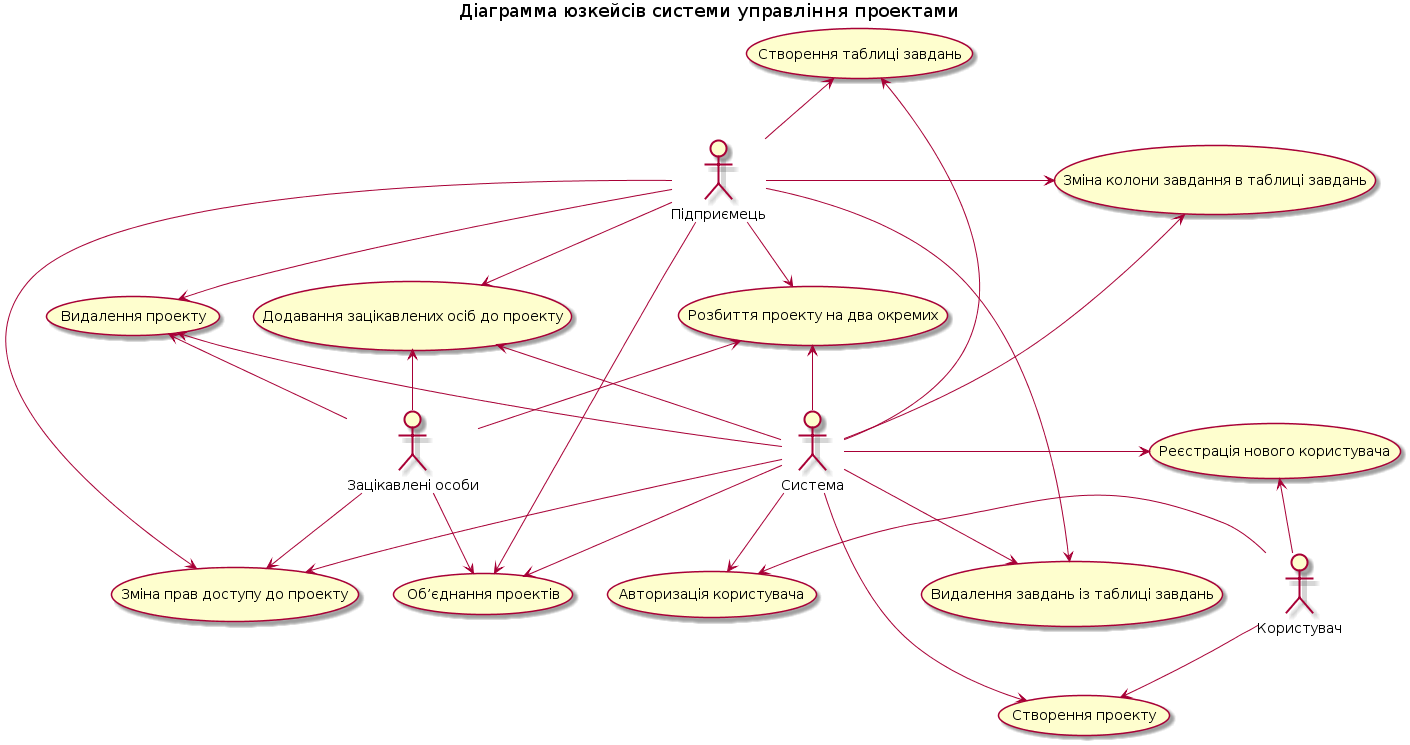 Діаграмма юзкейсів системи управління проектами
Створення таблиці завдань
Зміна колони завдання в таблиці завдань
Підприємець
Видалення проекту
Додавання зацікавлених осіб до проекту
Розбиття проекту на два окремих
Реєстрація нового користувача
Зацікавлені особи
Система
Зміна прав доступу до проекту
Об’єднання проектів
Авторизація користувача
Видалення завдань із таблиці завдань
Користувач
Створення проекту